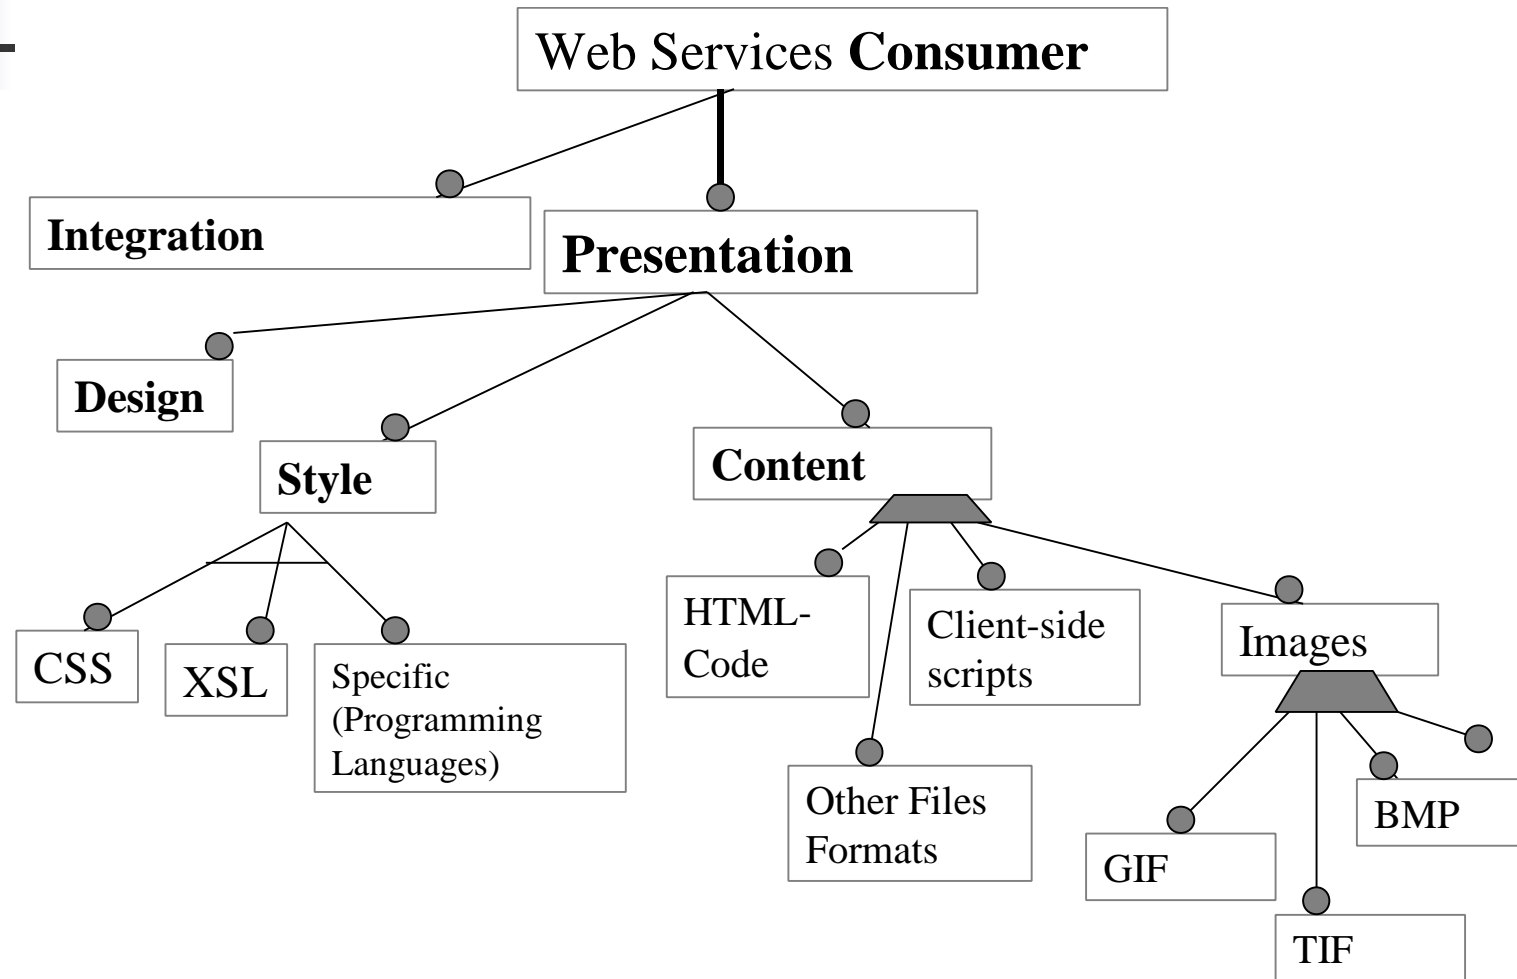 Web Services Consumer
Integration
Presentation
Design
Style
Content
CSS
XSL
Specific
(Programming
Languages)
HTML-
Code
Client-side
scripts
Images
Other Files
Formats
GIF
BMP
TIF